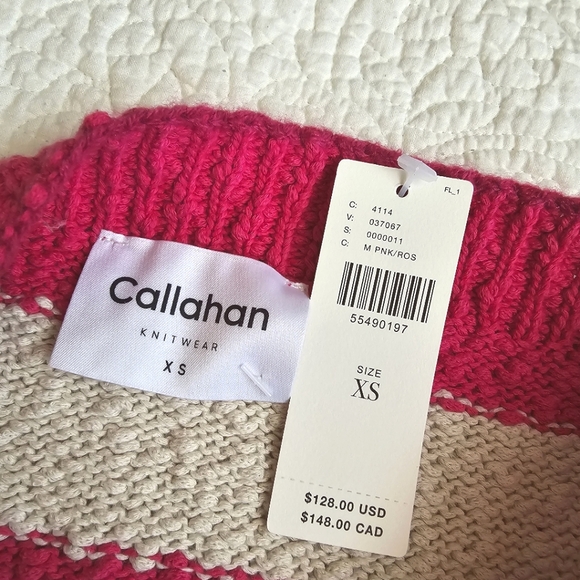 Callahan
KNITWEAR
XS
FL_1
C: 4114
V: 037067
S: 0000011
C: M PNK/ROS
55490197
SIZE
XS
$128.00 USD
$148.00 CAD